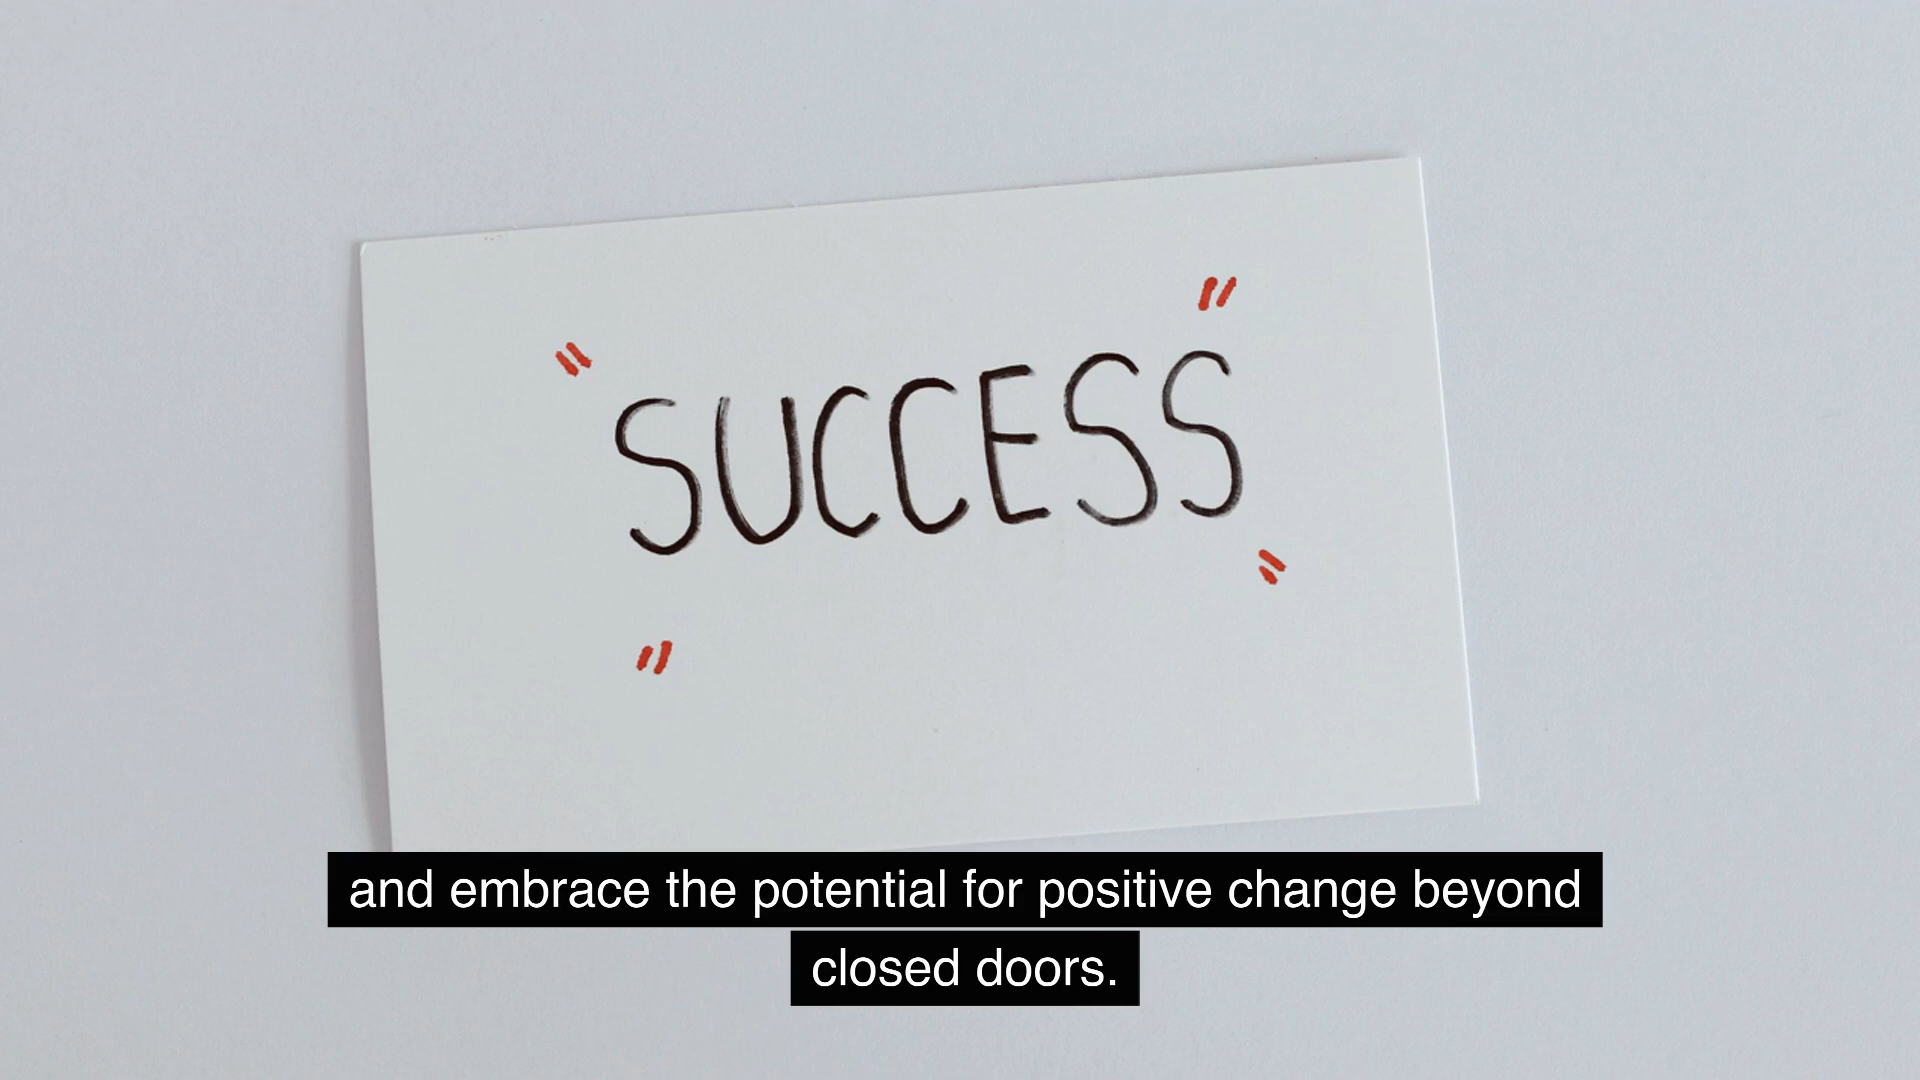 SUCCESS
and embrace the potential for positive change beyond
closed doors.